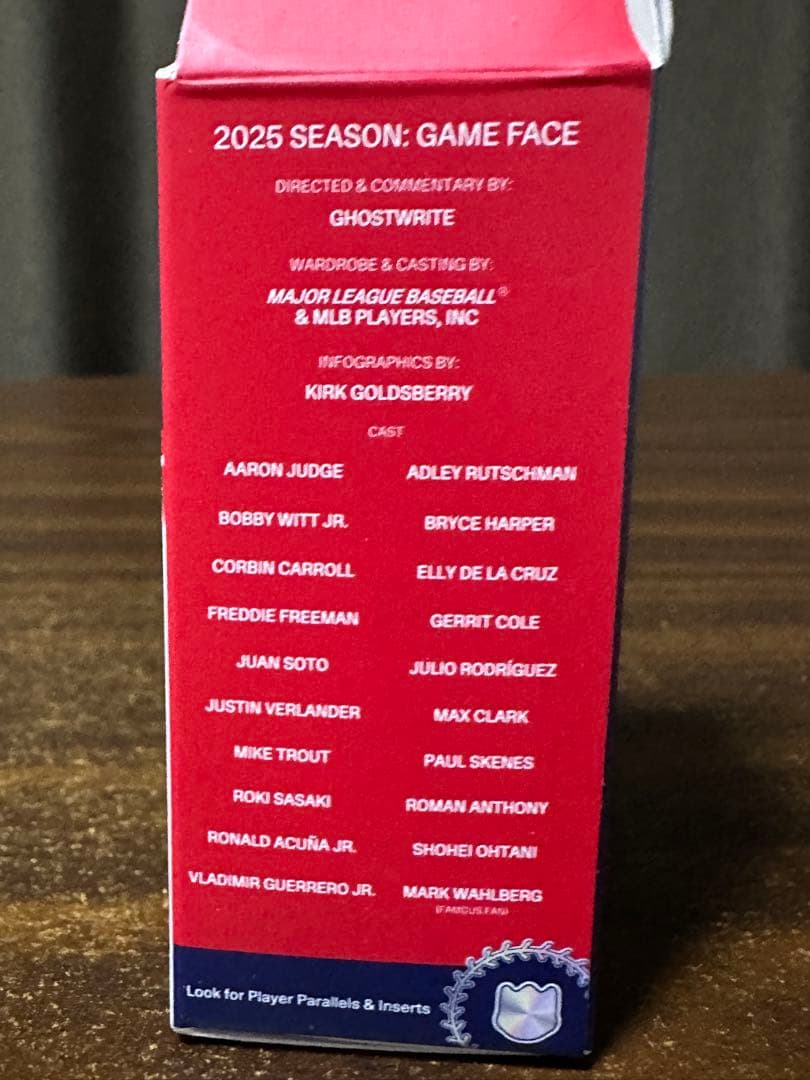 2025 SEASON: GAME FACE
DIRECTED & COMMENTARY BY:
GHOSTWRITE
WARDROBE & CASTING BY:
MAJOR LEAGUE BASEBALL®
& MLB PLAYERS, INC
INFOGRAPHICS BY:
KIRK GOLDSBERRY
CAST
AARON JUDGE
ADLEY RUTSCHMAN
BOBBY WITT JR.
BRYCE HARPER
CORBIN CARROLL
ELLY DE LA CRUZ
FREDDIE FREEMAN
GERRIT COLE
JUAN SOTO
JULIO RODRÍGUEZ
JUSTIN VERLANDER
MAX CLARK
MIKE TROUT
PAUL SKENES
ROKI SASAKI
ROMAN ANTHONY
RONALD ACUÑA JR.
SHOHEI OHTANI
VLADIMIR GUERRERO JR.
MARK WAHLBERG
(FAMOUS FAN)
Look for Player Parallels & Inserts